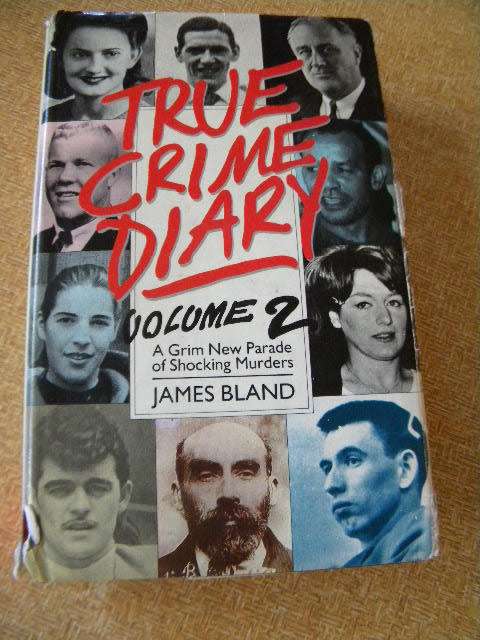 TRUE
CRIME
DIARY
VOLUME 2
A Grim New Parade
of Shocking Murders
JAMES BLAND